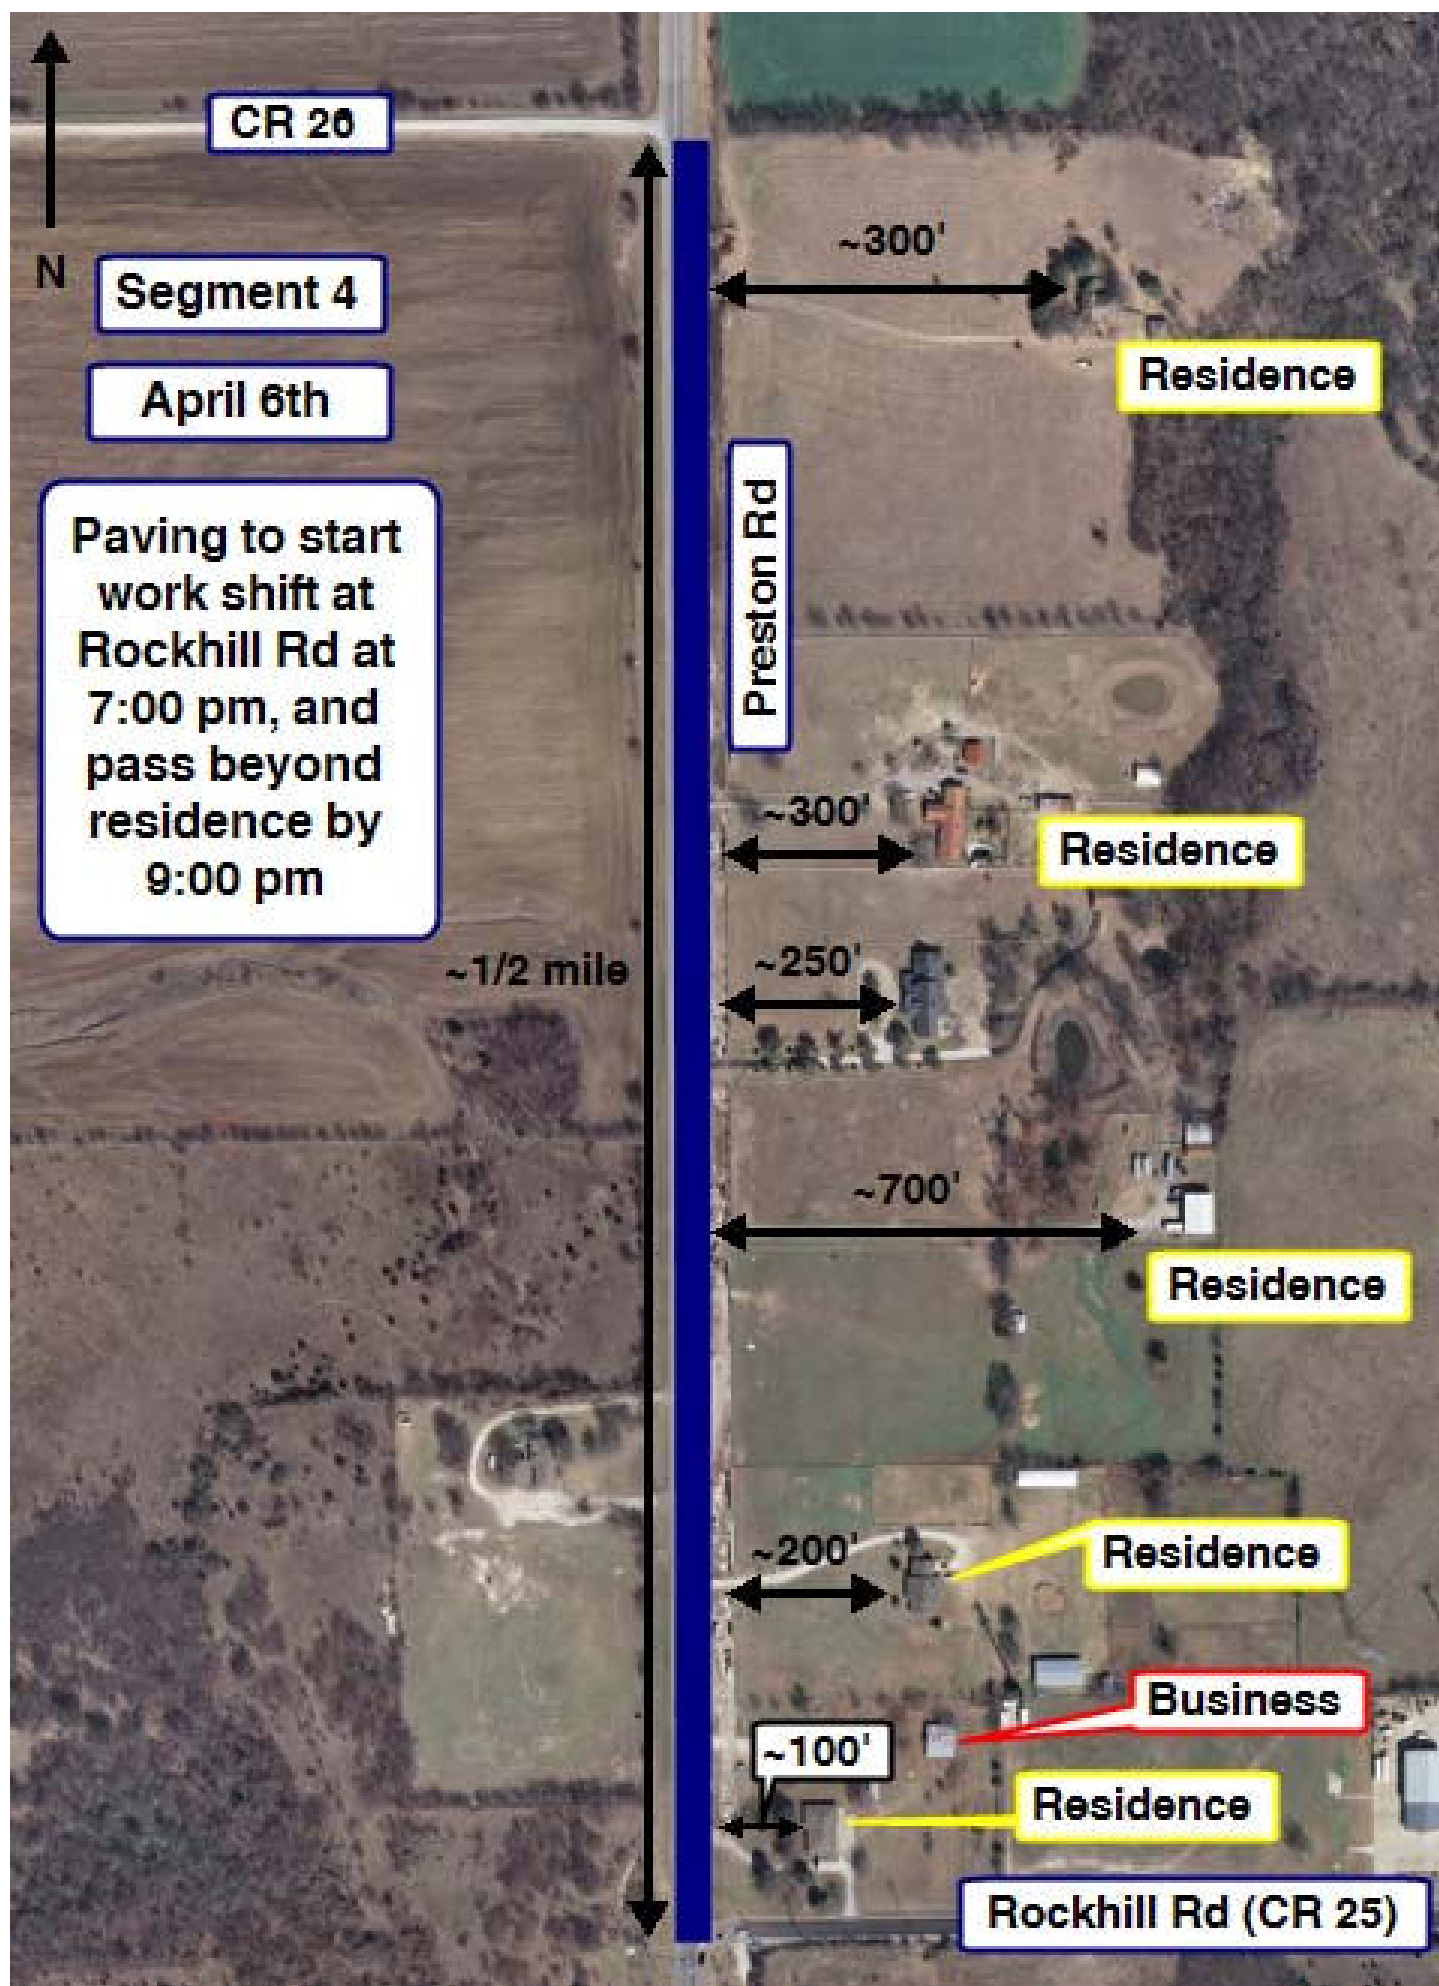 CR 26
N
Segment 4
April 6th
Paving to start
work shift at
Rockhill Rd at
7:00 pm, and
pass beyond
residence by
9:00 pm
~300'
Residence
Preston Rd
~300'
Residence
~1/2 mile
~250'
~700'
Residence
~200'
Residence
Business
~100'
Residence
Rockhill Rd (CR 25)